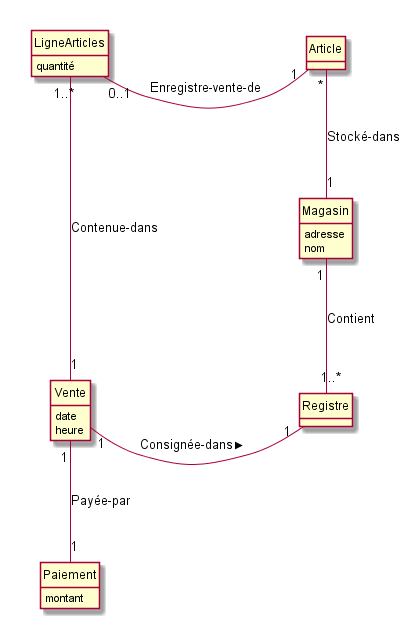 LigneArticles
quantité
Article
1..*
0..1
Enregistre-vente-de
1
*
Stocké-dans
1
Magasin
adresse
nom
Contenue-dans
1
Contient
1..*
1
Vente
date
heure
Registre
1
Consignée-dans►
1
1
Payée-par
1
Paiement
montant